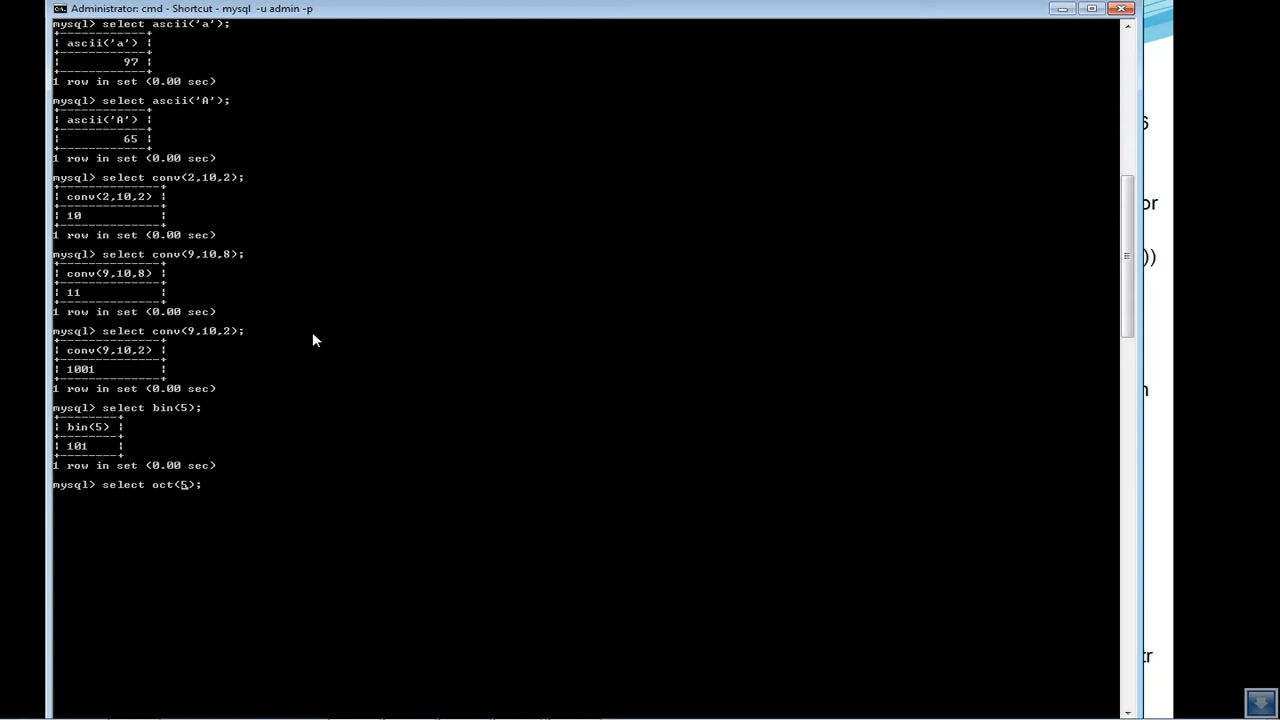 Administrator: cmd - Shortcut - mysql -u admin -p
mysql> select ascii('a');
+------------+
| ascii('a') |
+------------+
|         97 |
+------------+
1 row in set (0.00 sec)
mysql> select ascii('A');
+------------+
| ascii('A') |
+------------+
|         65 |
+------------+
1 row in set (0.00 sec)
mysql> select conv(2,10,2);
+--------------+
| conv(2,10,2) |
+--------------+
| 10           |
+--------------+
1 row in set (0.00 sec)
mysql> select conv(9,10,8);
+--------------+
| conv(9,10,8) |
+--------------+
| 11           |
+--------------+
1 row in set (0.00 sec)
mysql> select conv(9,10,2);
+--------------+
| conv(9,10,2) |
+--------------+
| 1001         |
+--------------+
1 row in set (0.00 sec)
mysql> select bin(5);
+--------+
| bin(5) |
+--------+
| 101    |
+--------+
1 row in set (0.00 sec)
mysql> select oct(5);
or
))
tr